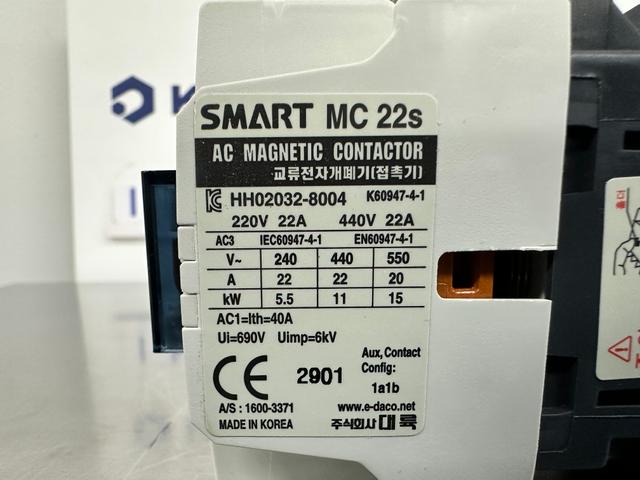 SMART MC 22s
AC MAGNETIC CONTACTOR
교류전자개폐기(접촉기)
HH02032-8004 K60947-4-1
220V 22A 440V 22A
AC3 IEC60947-4-1 EN60947-4-1
V~ 240 440 550
A 22 22 20
kW 5.5 11 15
AC1=Ith=40A
Ui=690V Uimp=6kV
Aux, Contact
Config:
1a1b
CE 2901
A/S : 1600-3371
www.e-daco.net
MADE IN KOREA
주식회사 대륙